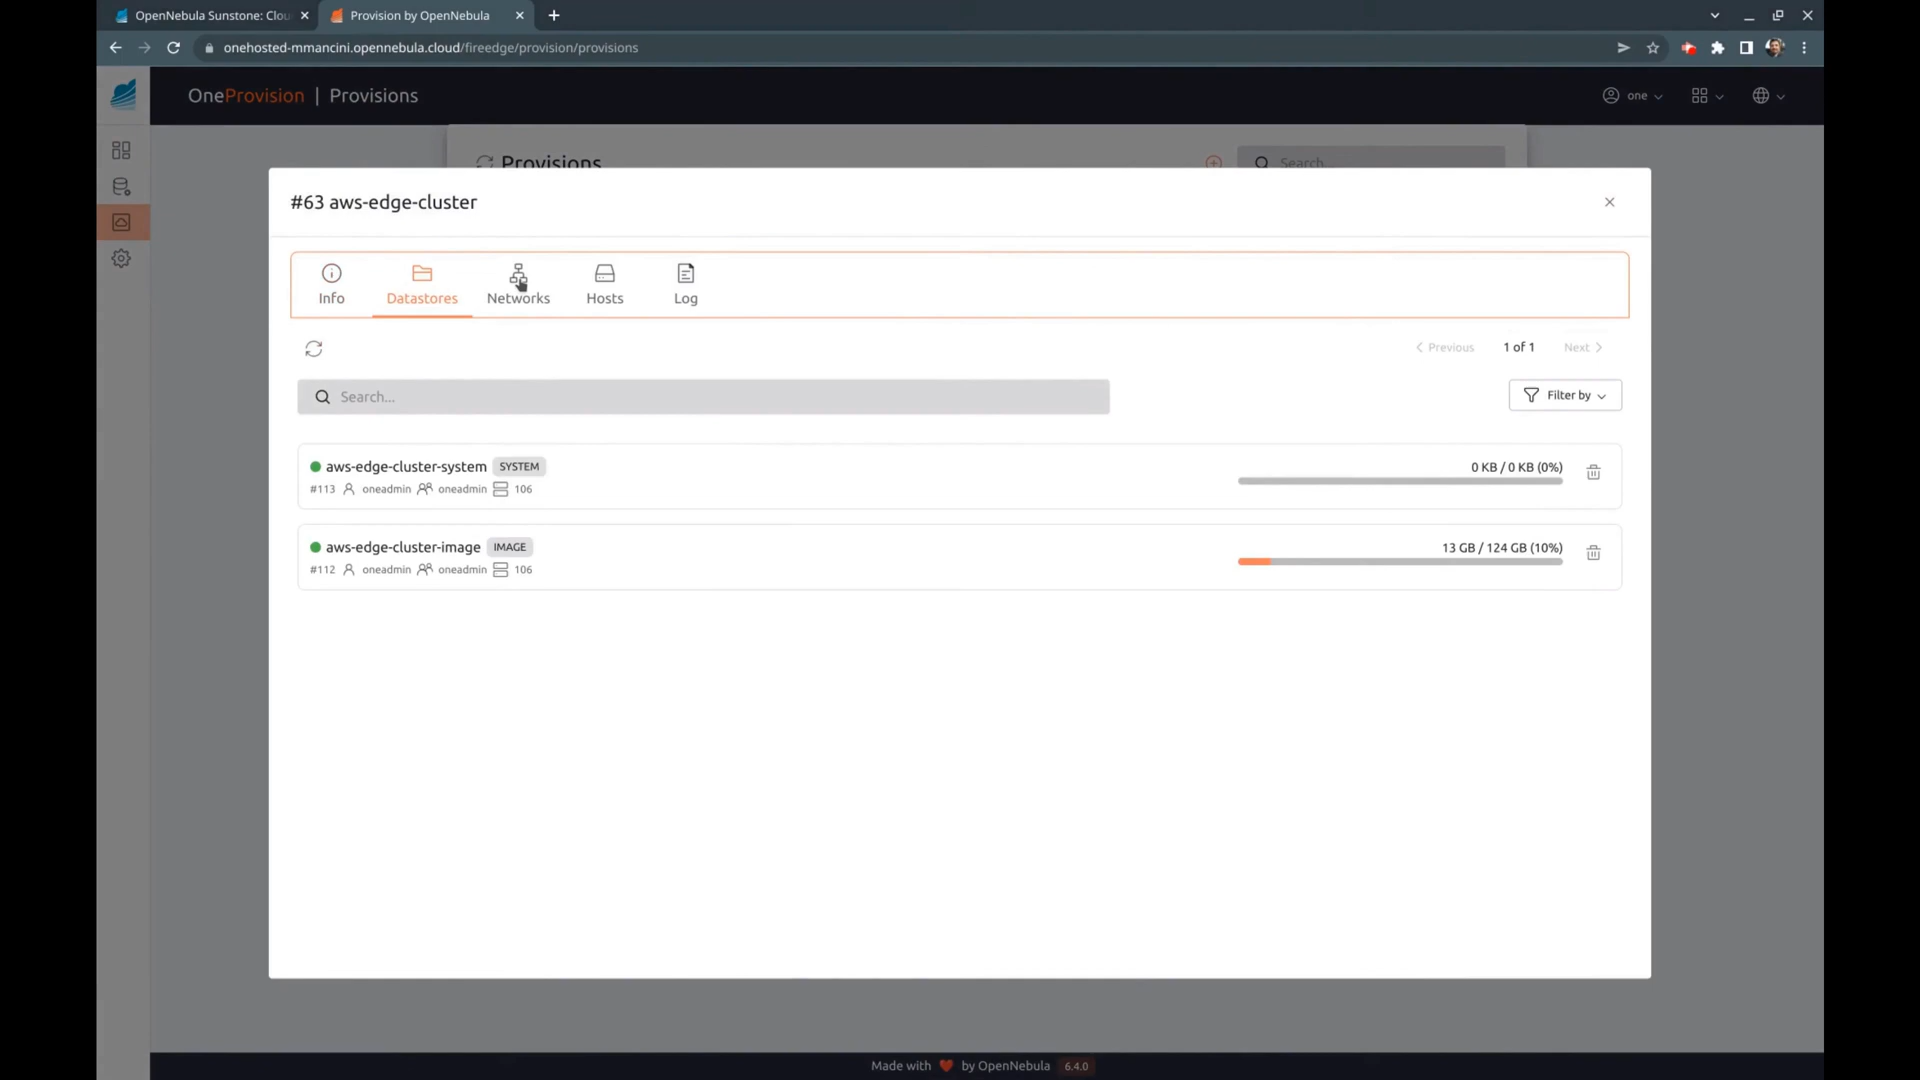 OpenNebula Sunstone: Clou
Provision by OpenNebula
onehosted-mmancini.opennebula.cloud/fireedge/provision/provisions
OneProvision | Provisions
one
Provisions
Search...
#63 aws-edge-cluster
Info
Datastores
Networks
Hosts
Log
Previous
1 of 1
Next
Search...
Filter by
aws-edge-cluster-system SYSTEM
0 KB / 0 KB (0%)
#113 oneadmin oneadmin 106
aws-edge-cluster-image IMAGE
13 GB / 124 GB (10%)
#112 oneadmin oneadmin 106
Made with ❤ by OpenNebula 6.4.0